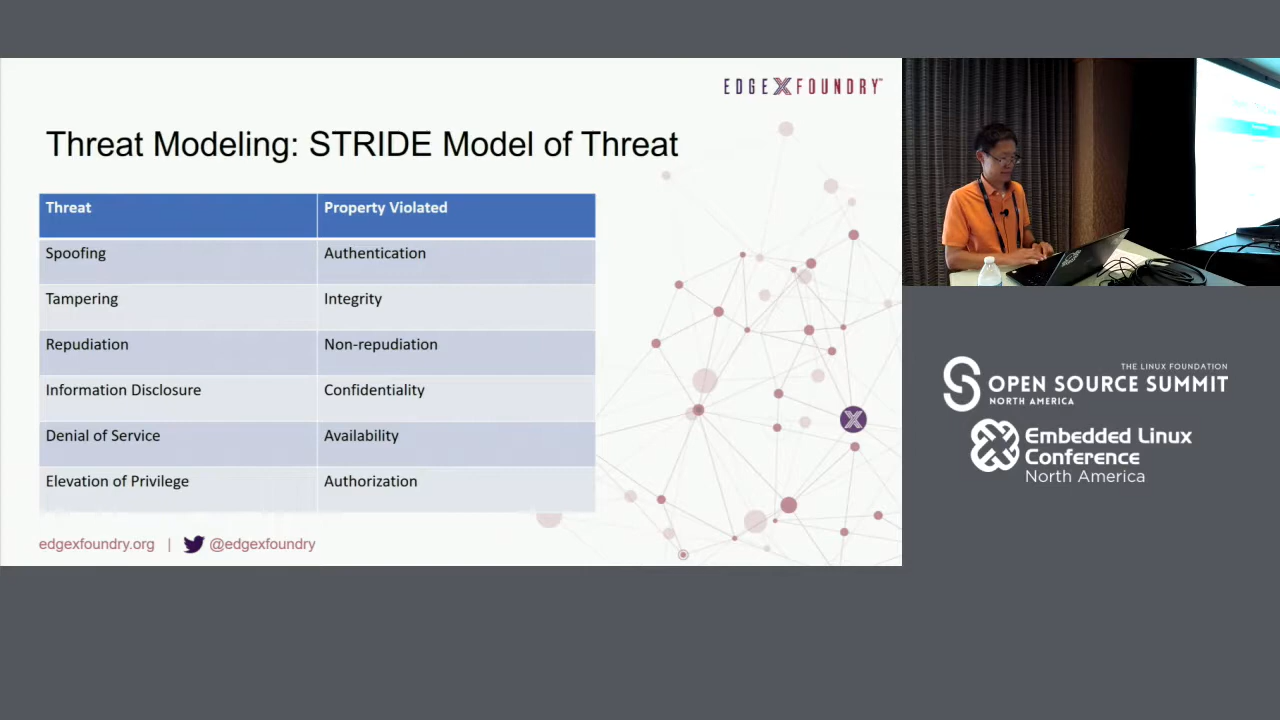 EDGE X FOUNDRY™
Threat Modeling: STRIDE Model of Threat
Threat Property Violated
Spoofing Authentication
Tampering Integrity
Repudiation Non-repudiation
Information Disclosure Confidentiality
Denial of Service Availability
Elevation of Privilege Authorization
edgexfoundry.org | @edgexfoundry
THE LINUX FOUNDATION
OPEN SOURCE SUMMIT
NORTH AMERICA
Embedded Linux
Conference
North America